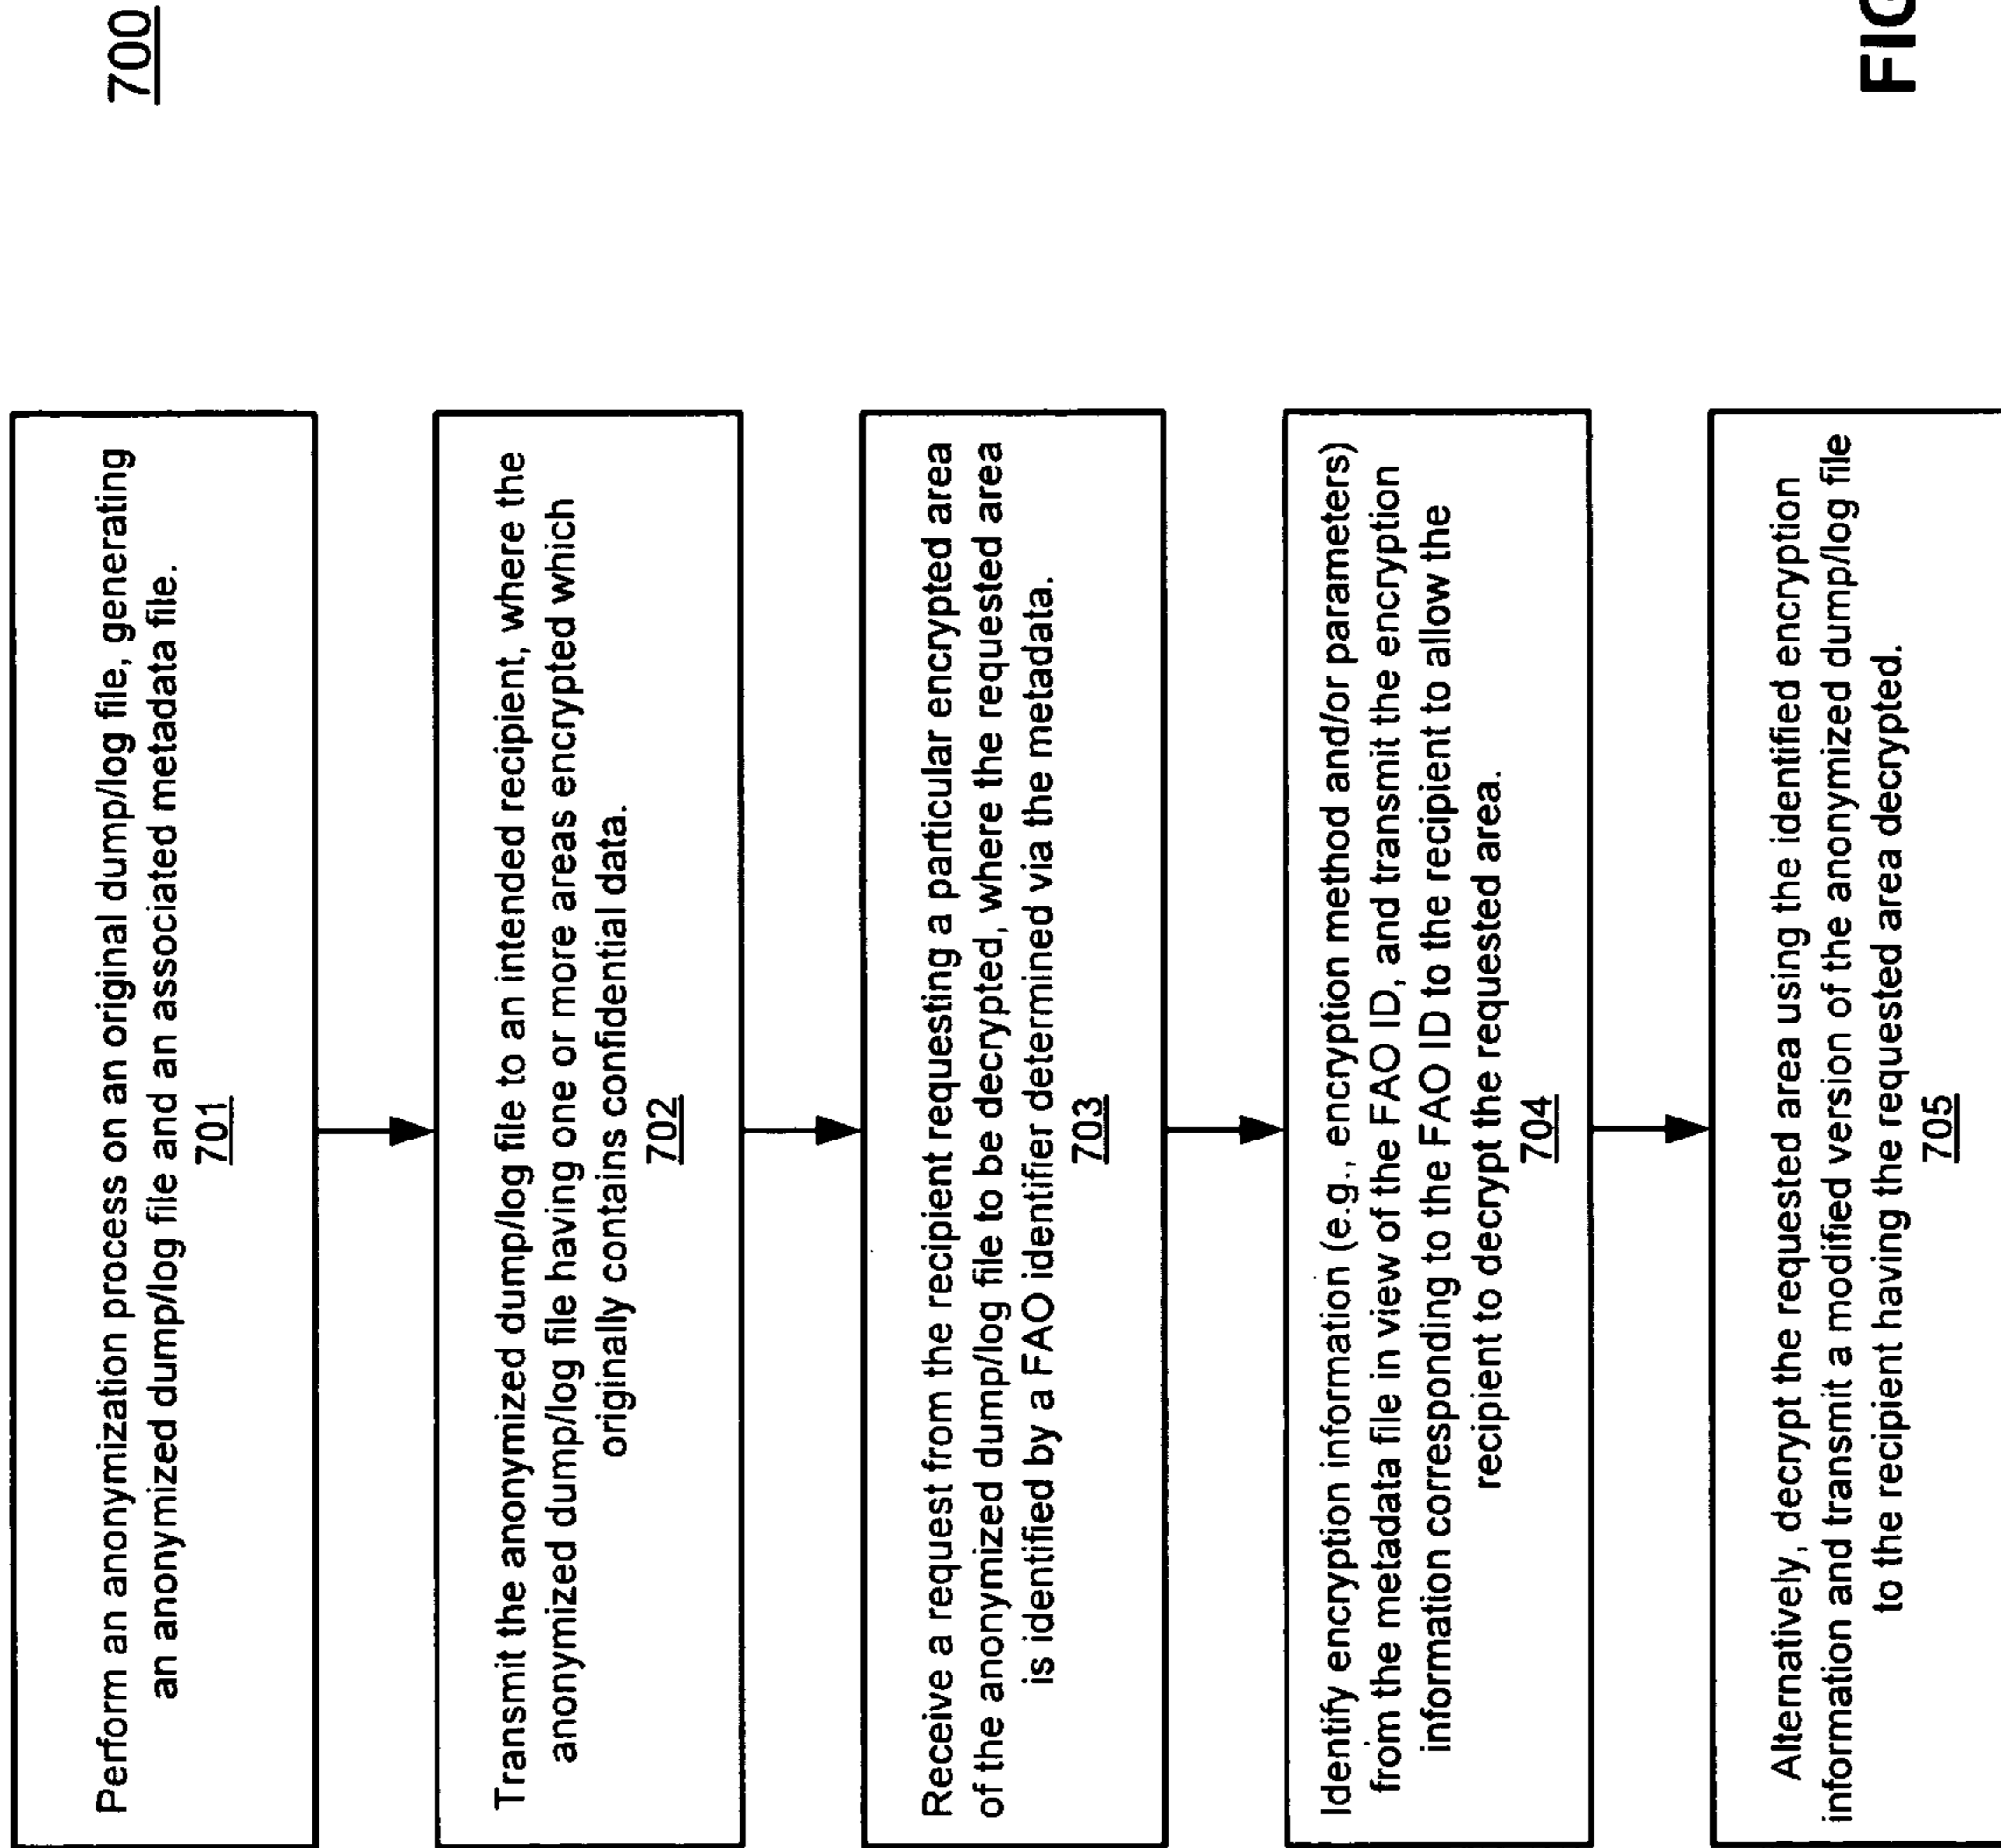 700
Perform an anonymization process on an original dump/log file, generating
an anonymized dump/log file and an associated metadata file.
701
Transmit the anonymized dump/log file to an intended recipient, where the
anonymized dump/log file having one or more areas encrypted which
originally contains confidential data.
702
Receive a request from the recipient requesting a particular encrypted area
of the anonymized dump/log file to be decrypted, where the requested area
is identified by a FAO identifier determined via the metadata.
703
Identify encryption information (e.g., encryption method and/or parameters)
from the metadata file in view of the FAO ID, and transmit the encryption
information corresponding to the FAO ID to the recipient to allow the
recipient to decrypt the requested area.
704
Alternatively, decrypt the requested area using the identified encryption
information and transmit a modified version of the anonymized dump/log file
to the recipient having the requested area decrypted.
705
FIG